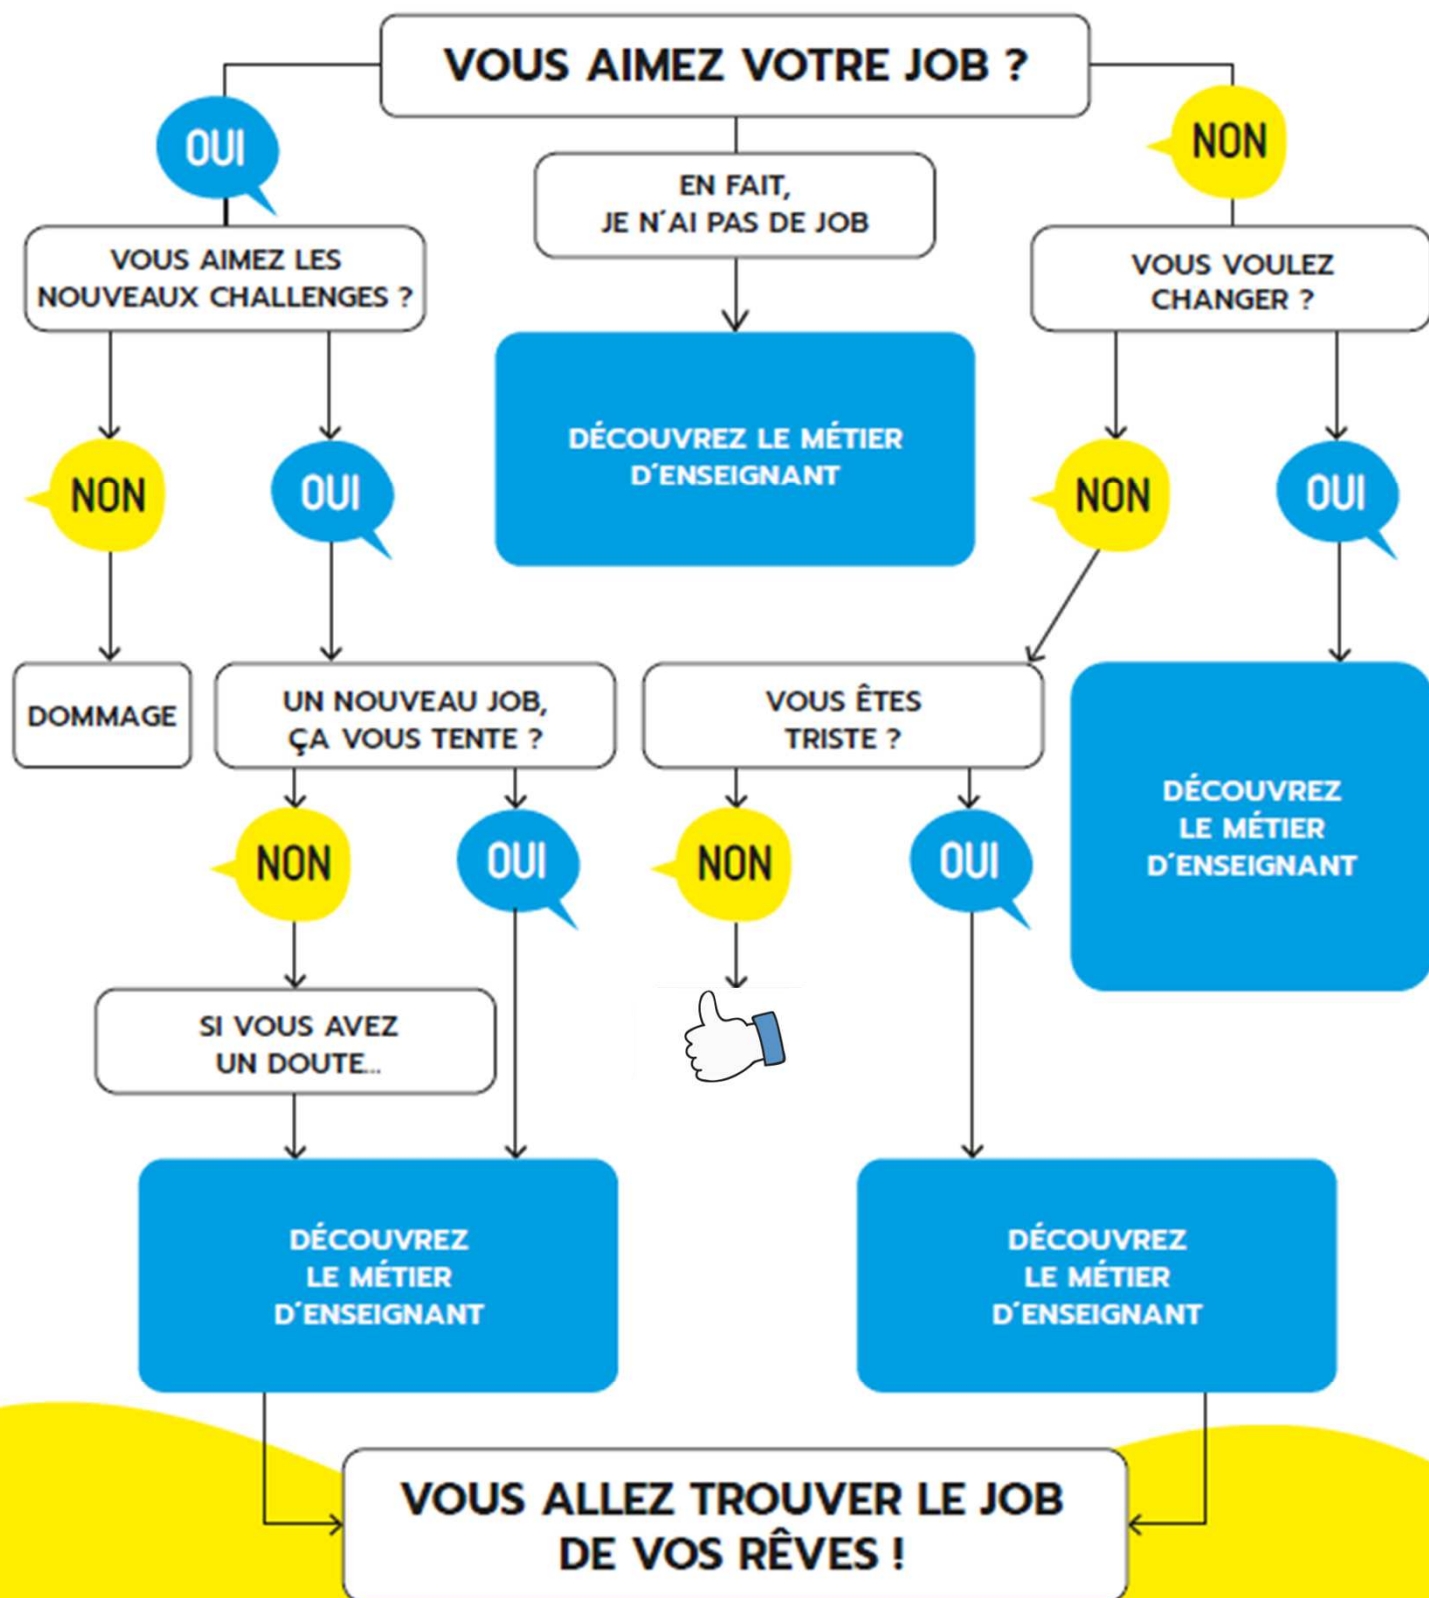 VOUS AIMEZ VOTRE JOB ?
OUI
EN FAIT,
JE N´AI PAS DE JOB
NON
VOUS AIMEZ LES
NOUVEAUX CHALLENGES ?
VOUS VOULEZ
CHANGER ?
DÉCOUVREZ LE MÉTIER
D´ENSEIGNANT
NON
OUI
NON
OUI
DOMMAGE
UN NOUVEAU JOB,
ÇA VOUS TENTE ?
VOUS ÊTES
TRISTE ?
DÉCOUVREZ
LE MÉTIER
D´ENSEIGNANT
NON
OUI
NON
OUI
SI VOUS AVEZ
UN DOUTE...
DÉCOUVREZ
LE MÉTIER
D´ENSEIGNANT
DÉCOUVREZ
LE MÉTIER
D´ENSEIGNANT
VOUS ALLEZ TROUVER LE JOB
DE VOS RÊVES !